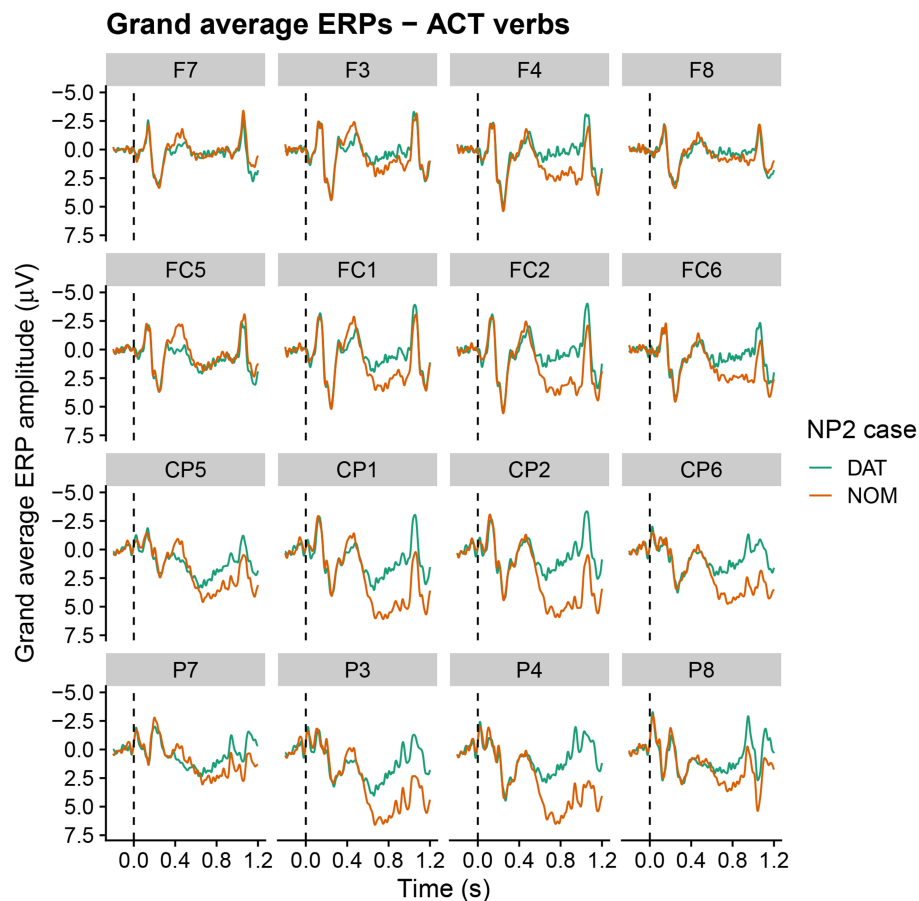 Grand average ERPs − ACT verbs
F7 F3 F4 F8
−5.0
−2.5
0.0
2.5
5.0
7.5
FC5 FC1 FC2 FC6
−5.0
−2.5
0.0
2.5
5.0
7.5
CP5 CP1 CP2 CP6
−5.0
−2.5
0.0
2.5
5.0
7.5
P7 P3 P4 P8
−5.0
−2.5
0.0
2.5
5.0
7.5
0.0 0.4 0.8 1.2 0.0 0.4 0.8 1.2 0.0 0.4 0.8 1.2 0.0 0.4 0.8 1.2
Time (s)
Grand average ERP amplitude (μV)
NP2 case
DAT
NOM